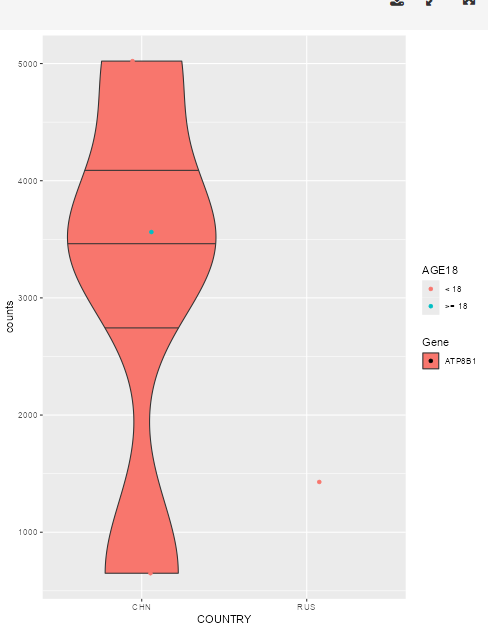 5000
4000
3000
2000
1000
counts
CHN
RUS
COUNTRY
AGE18
< 18
>= 18
Gene
ATP8B1